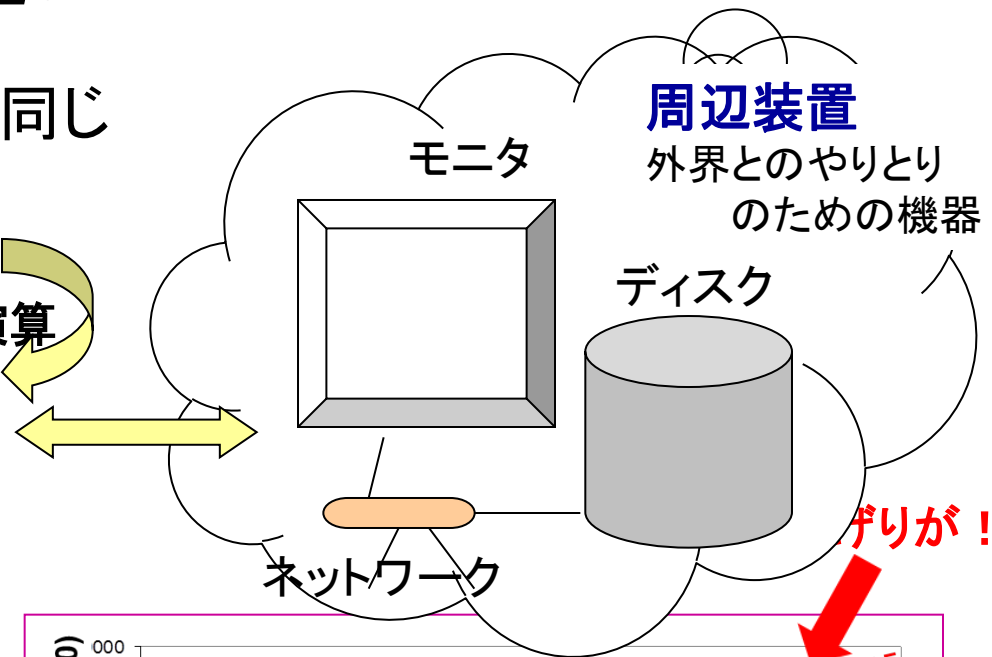 同じ
周辺装置
外界とのやりとり
のための機器
モニタ
ディスク
算
ネットワーク
げりが！
000